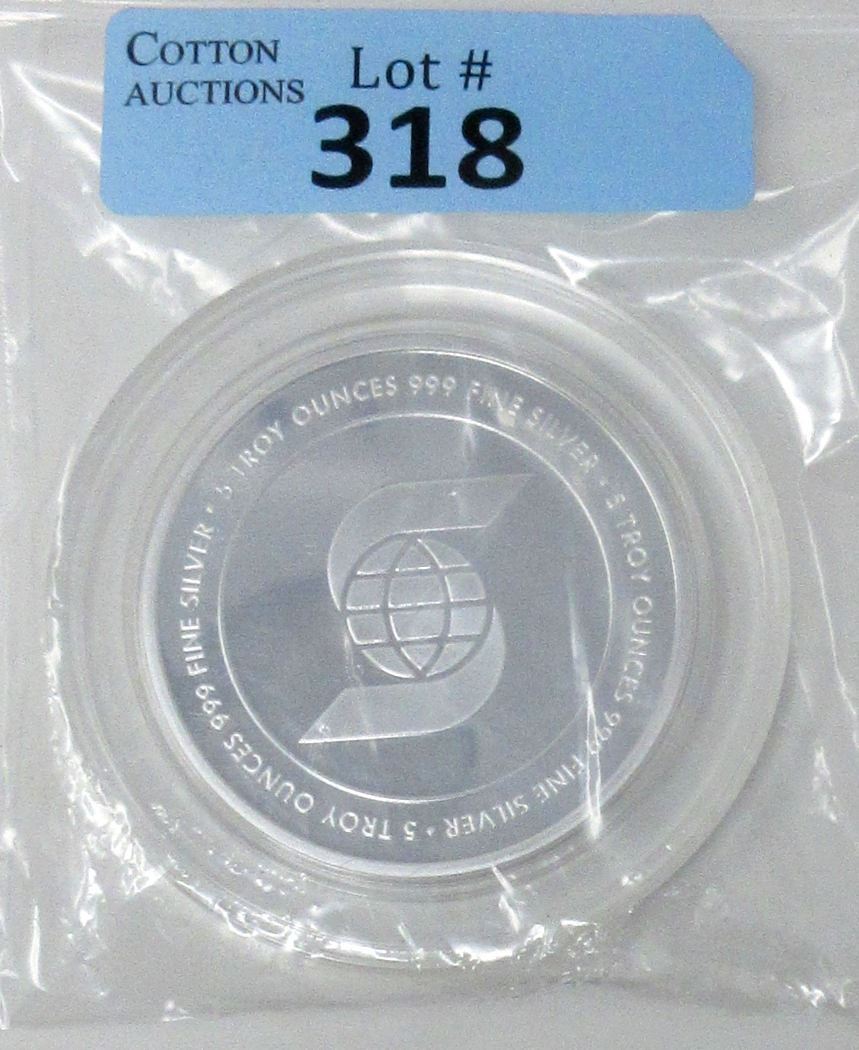 COTTON
AUCTIONS
Lot #
318
5 TROY OUNCES 999 FINE SILVER • 5 TROY OUNCES 999 FINE SILVER • 5 TROY OUNCES 999 FINE SILVER •